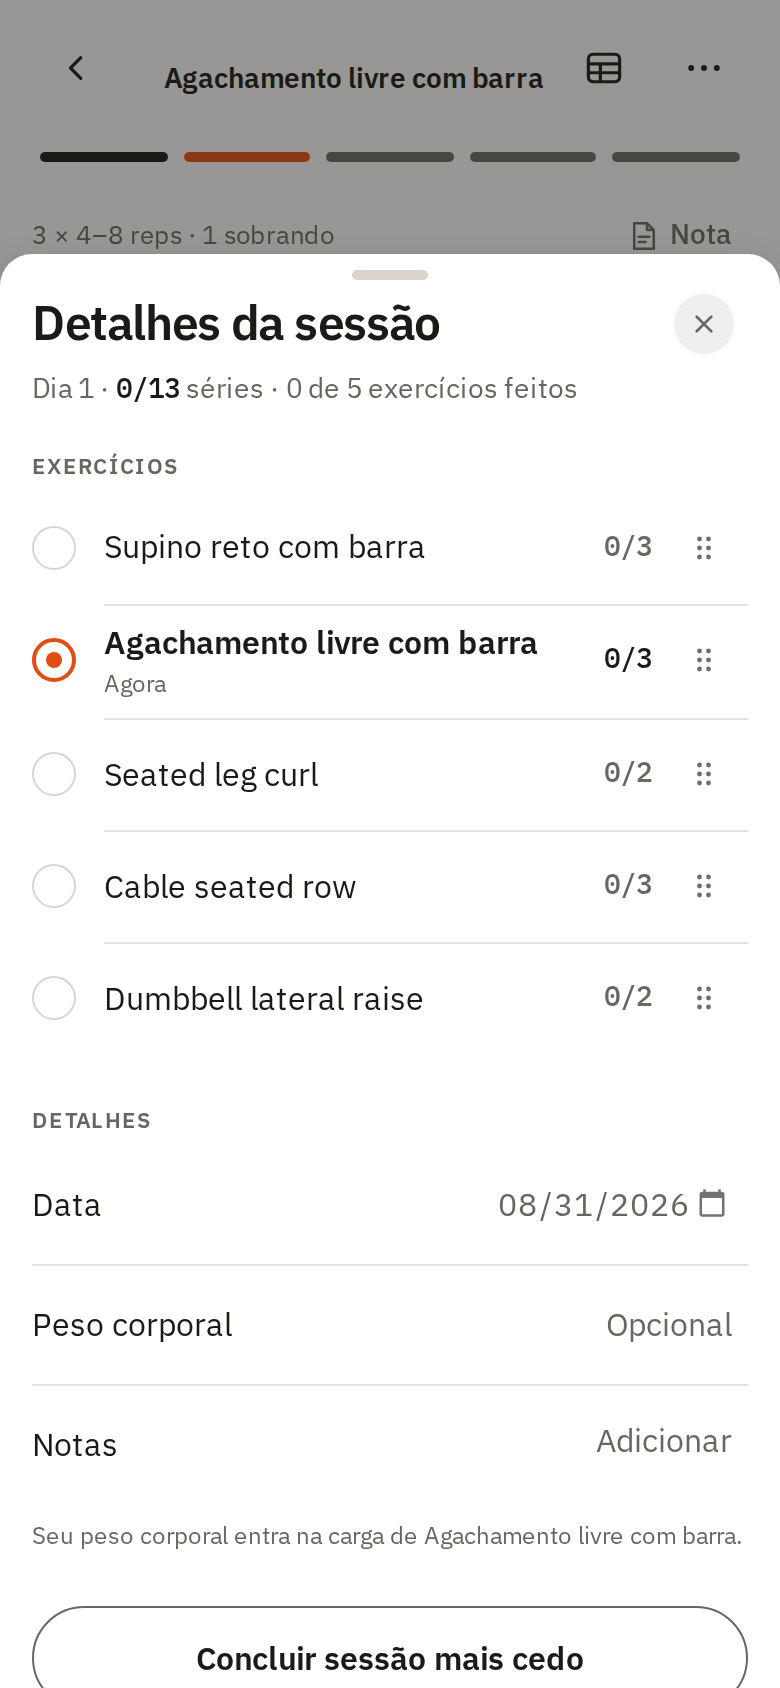 Agachamento livre com barra
3 × 4–8 reps · 1 sobrando
Nota
Detalhes da sessão
Dia 1 · 0/13 séries · 0 de 5 exercícios feitos
EXERCÍCIOS
Supino reto com barra 0/3
Agachamento livre com barra 0/3
Agora
Seated leg curl 0/2
Cable seated row 0/3
Dumbbell lateral raise 0/2
DETALHES
Data 08/31/2026
Peso corporal Opcional
Notas Adicionar
Seu peso corporal entra na carga de Agachamento livre com barra.
Concluir sessão mais cedo